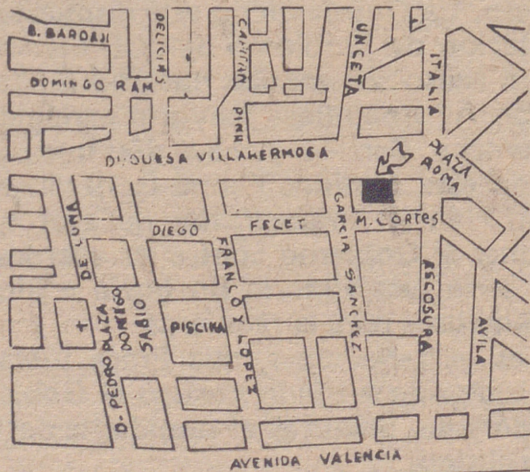 B. BARDAJI
DELICIAS
CAPITAN PINA
UNCETA
ITALIA
DOMINGO RAM
PLAZA ROMA
DUQUESA VILLAHERMOSA
DE LUNA
DIEGO FECET
GARCIA SANCHEZ
M. CORTES
FRANCO Y LOPEZ
D. PEDRO
PLAZA DOMINGO SABIO
PISCINA
ASCOSURA
AVILA
AVENIDA VALENCIA